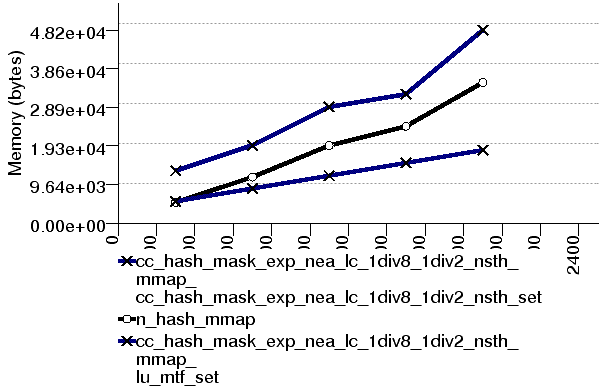 Memory (bytes)
4.82e+04
3.86e+04
2.89e+04
1.93e+04
9.64e+03
0.00e+00
0
2400
cc_hash_mask_exp_nea_lc_1div8_1div2_nsth_
mmap_
cc_hash_mask_exp_nea_lc_1div8_1div2_nsth_set
n_hash_mmap
cc_hash_mask_exp_nea_lc_1div8_1div2_nsth_
mmap_
lu_mtf_set